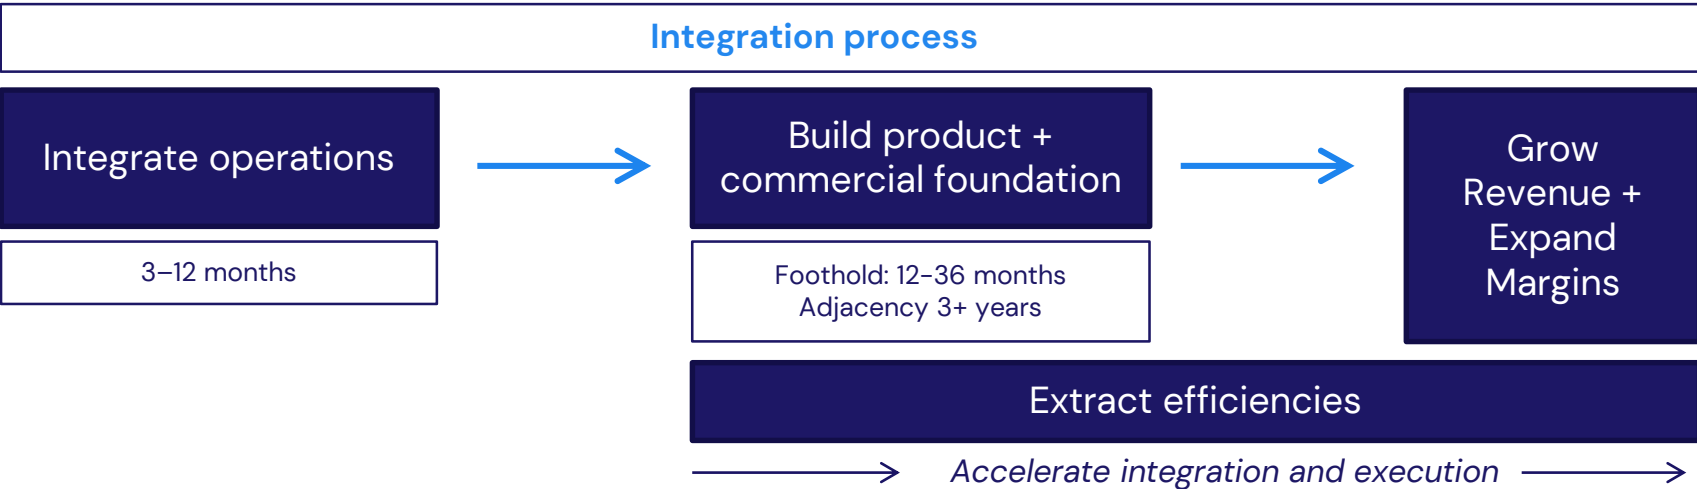 Integration process
Integrate operations
3–12 months
Build product +
commercial foundation
Foothold: 12-36 months
Adjacency 3+ years
Grow
Revenue +
Expand
Margins
Extract efficiencies
Accelerate integration and execution